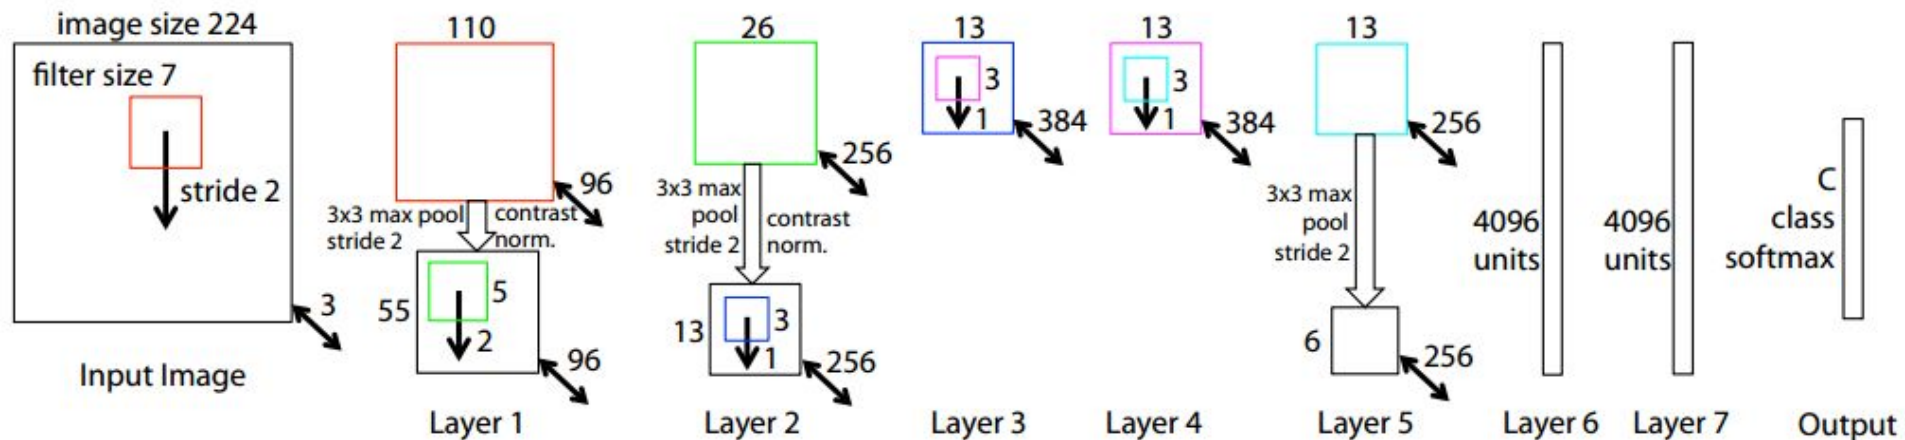 image size 224
filter size 7
stride 2
3
Input Image
110
96
3x3 max pool
stride 2
contrast
norm.
55
5
2
96
Layer 1
26
256
3x3 max
pool
stride 2
contrast
norm.
13
3
1
256
Layer 2
13
3
1
384
Layer 3
13
3
1
384
Layer 4
13
256
3x3 max
pool
stride 2
6
256
Layer 5
4096
units
Layer 6
4096
units
Layer 7
C
class
softmax
Output